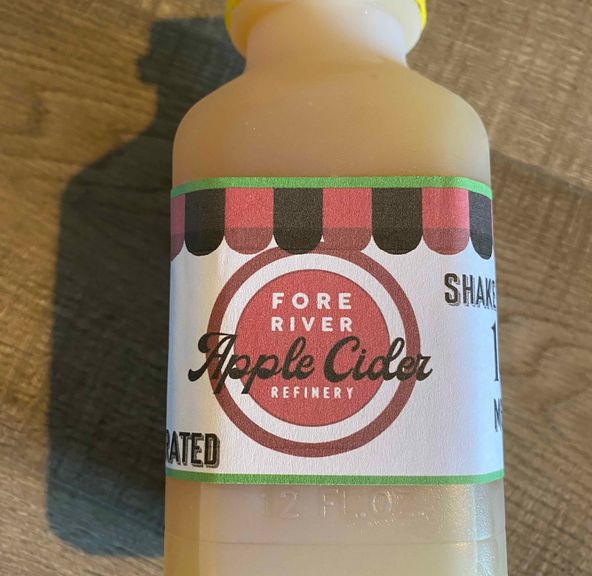 FORE
RIVER
Apple Cider
REFINERY
SHAKE
RATED
12 FL.OZ.